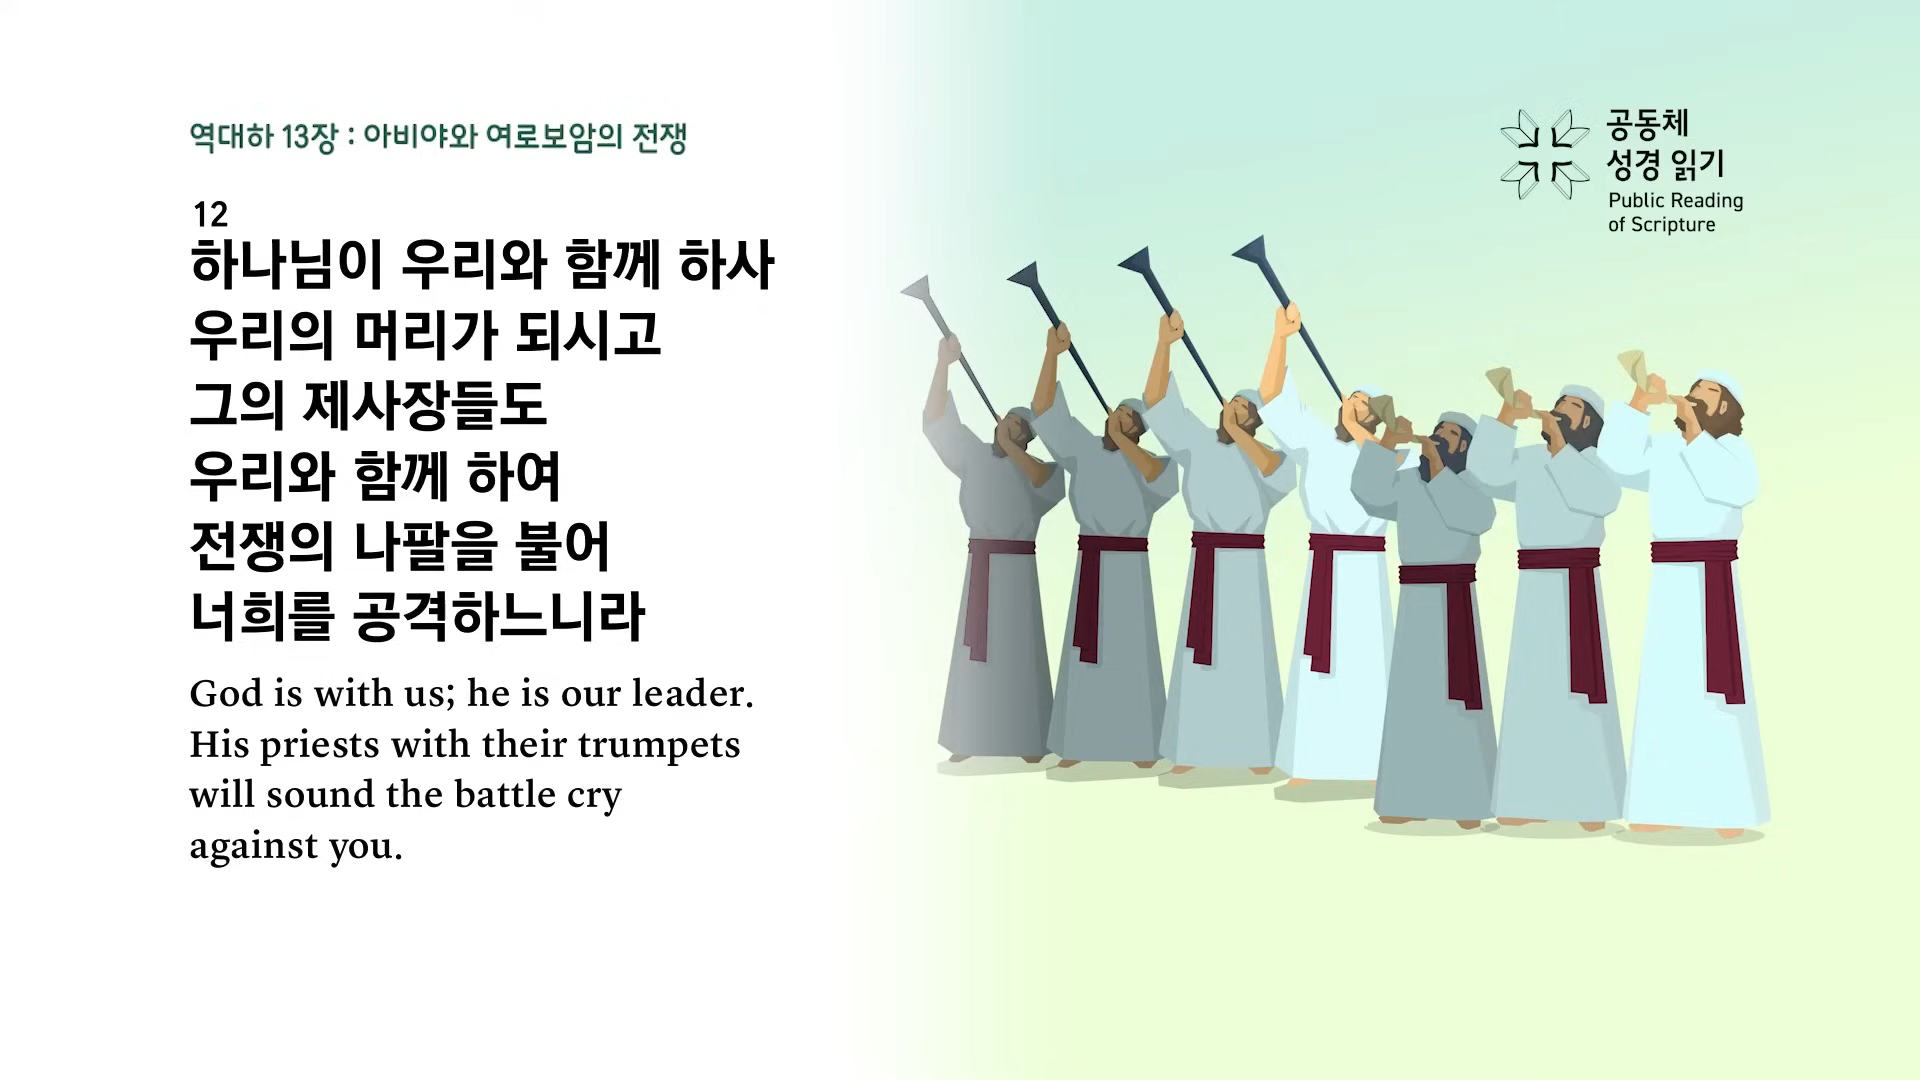 역대하 13장 : 아비야와 여로보암의 전쟁
12
하나님이 우리와 함께 하사
우리의 머리가 되시고
그의 제사장들도
우리와 함께 하여
전쟁의 나팔을 불어
너희를 공격하느니라
God is with us; he is our leader.
His priests with their trumpets
will sound the battle cry
against you.
공동체
성경 읽기
Public Reading
of Scripture